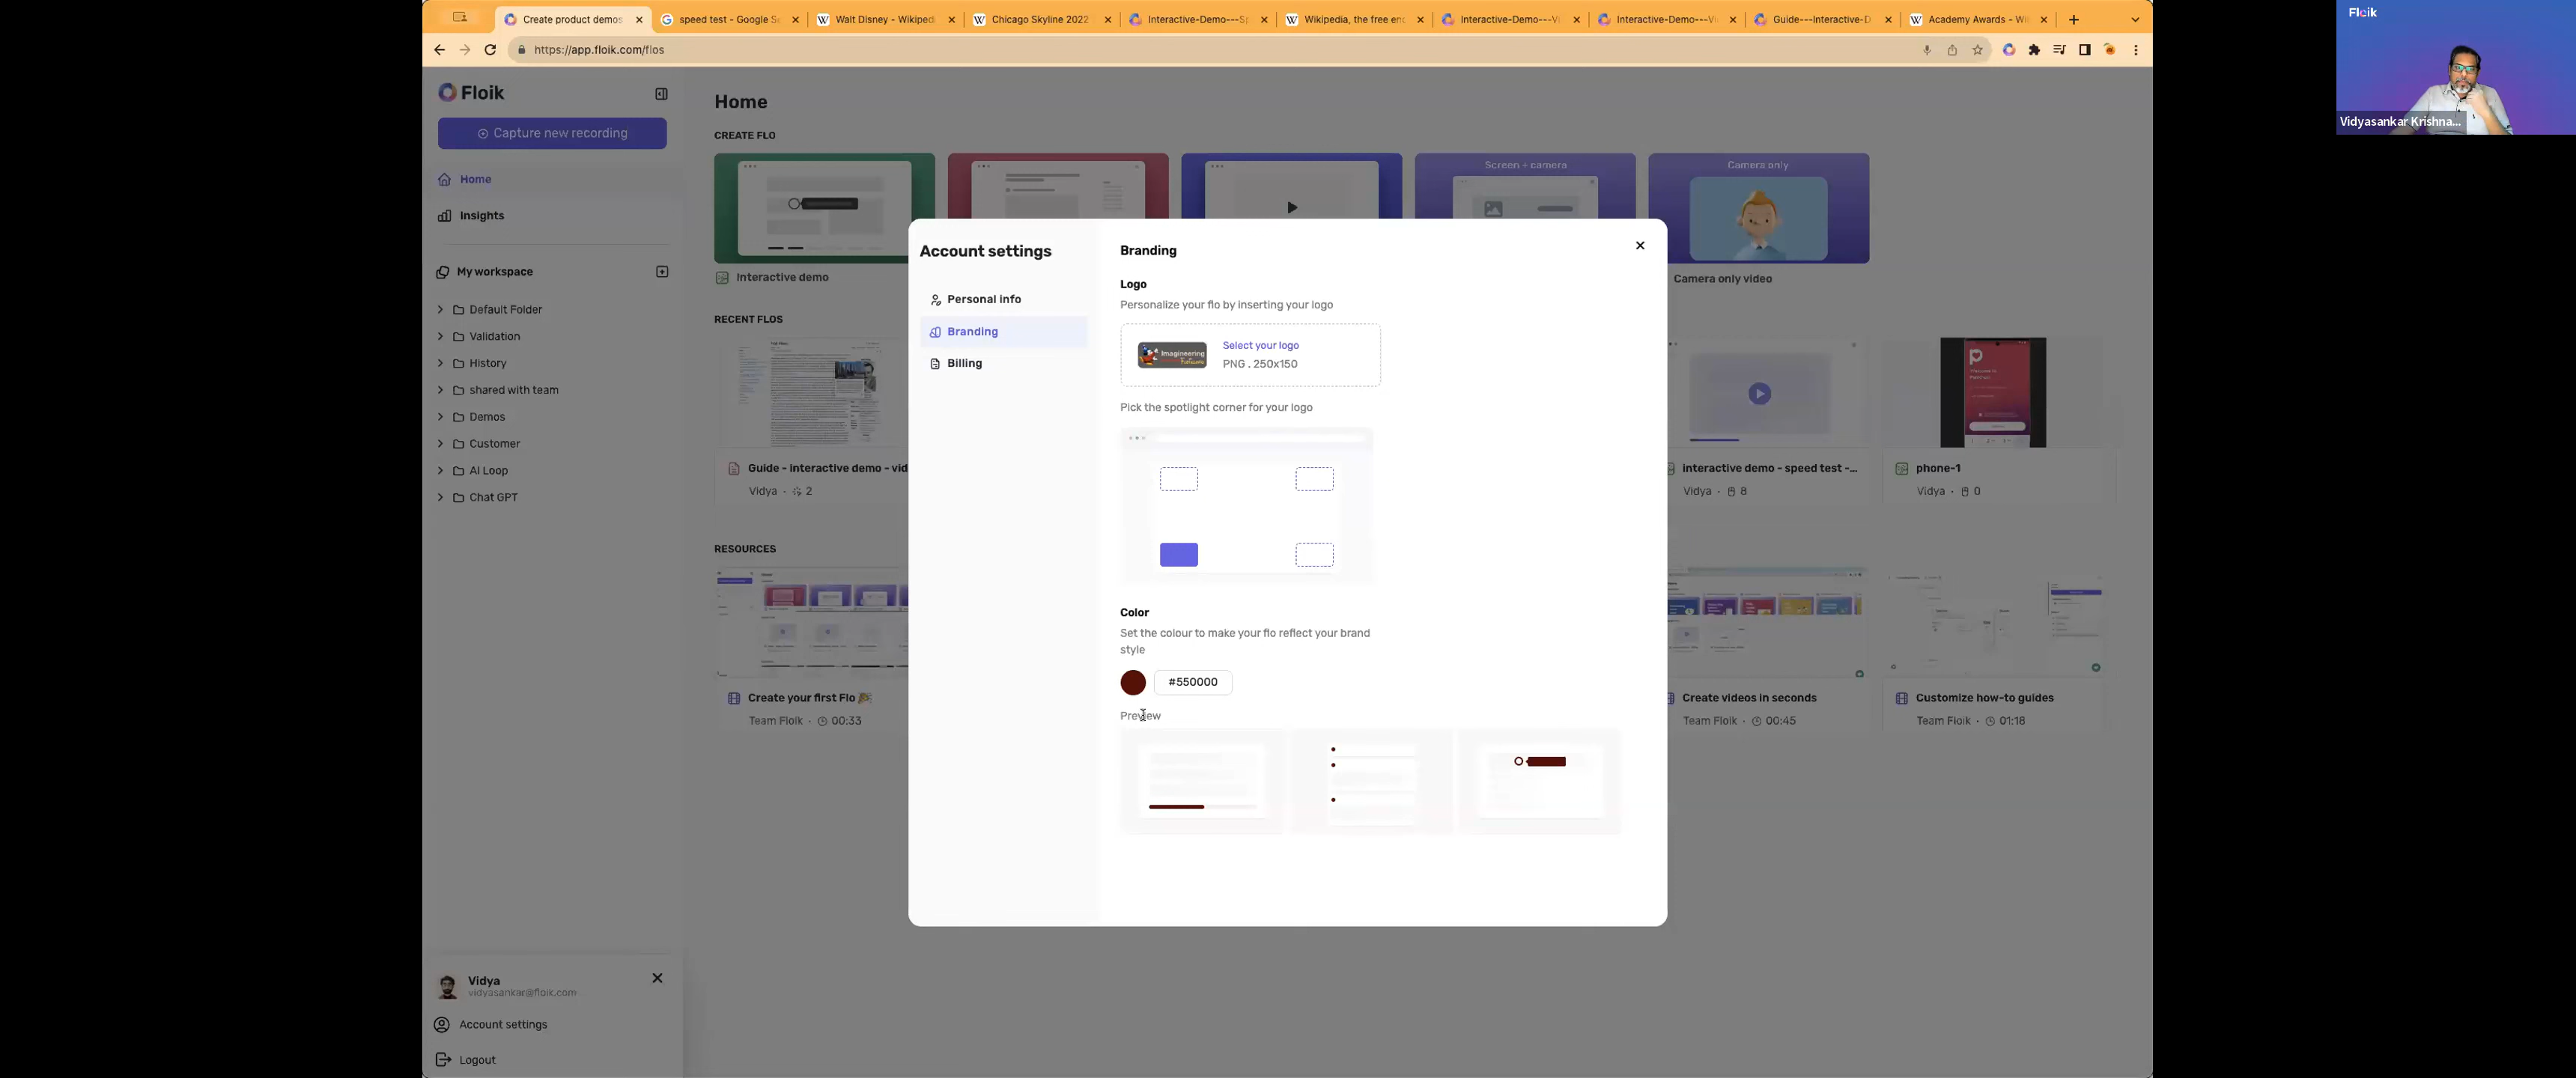 Create product demos
speed test - Google Se
Walt Disney - Wikiped
Chicago Skyline 2022
Interactive-Demo---Sp
Wikipedia, the free en
Interactive-Demo---Vi
Interactive-Demo---Vi
Guide---Interactive-D
Academy Awards - Wi
https://app.floik.com/flos
Floik
Vidyasankar Krishna...
Floik
Capture new recording
Home
Insights
My workspace
Default Folder
Validation
History
shared with team
Demos
Customer
AI Loop
Chat GPT
Vidya
vidyasankar@floik.com
Account settings
Logout
Home
CREATE FLO
Screen + camera
Camera only
Interactive demo
Camera only video
RECENT FLOS
Guide - interactive demo - vid
Vidya · 2
interactive demo - speed test -...
Vidya · 8
phone-1
Vidya · 0
RESOURCES
Create your first Flo 🎉
Team Floik · 00:33
Create videos in seconds
Team Floik · 00:45
Customize how-to guides
Team Floik · 01:18
Account settings
Personal info
Branding
Billing
Branding
Logo
Personalize your flo by inserting your logo
Imagineering
Select your logo
PNG . 250x150
Pick the spotlight corner for your logo
Color
Set the colour to make your flo reflect your brand
style
#550000
Preview